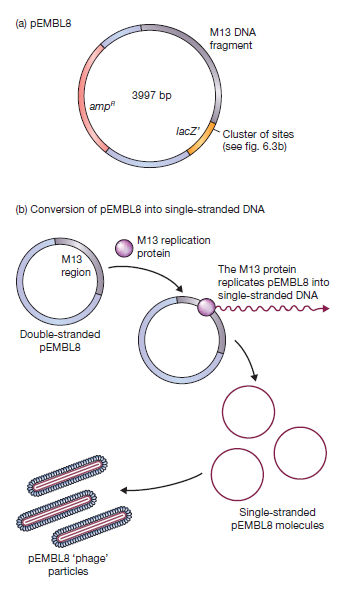 (a) pEMBL8
M13 DNA
fragment
3997 bp
ampR
lacZ'
Cluster of sites
(see fig. 6.3b)
(b) Conversion of pEMBL8 into single-stranded DNA
M13 replication
protein
M13
region
The M13 protein
replicates pEMBL8 into
single-stranded DNA
Double-stranded
pEMBL8
Single-stranded
pEMBL8 molecules
pEMBL8 'phage'
particles